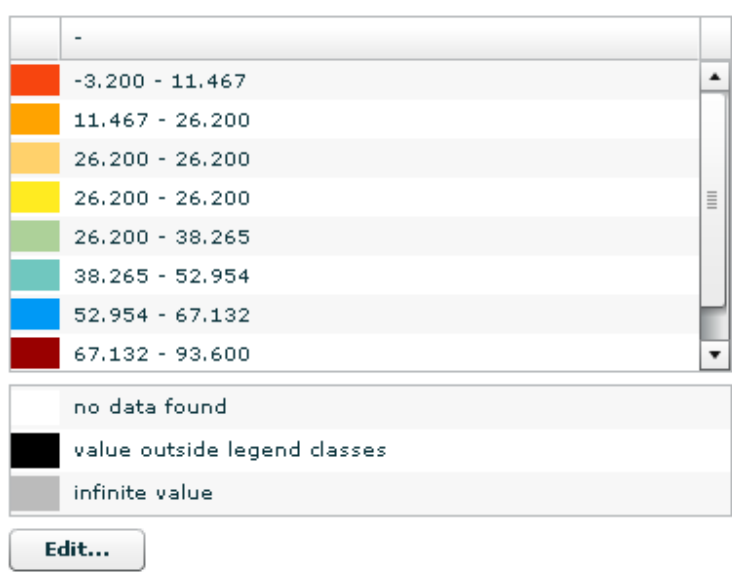 -
-3.200 - 11.467
11.467 - 26.200
26.200 - 26.200
26.200 - 26.200
26.200 - 38.265
38.265 - 52.954
52.954 - 67.132
67.132 - 93.600
no data found
value outside legend classes
infinite value
Edit...